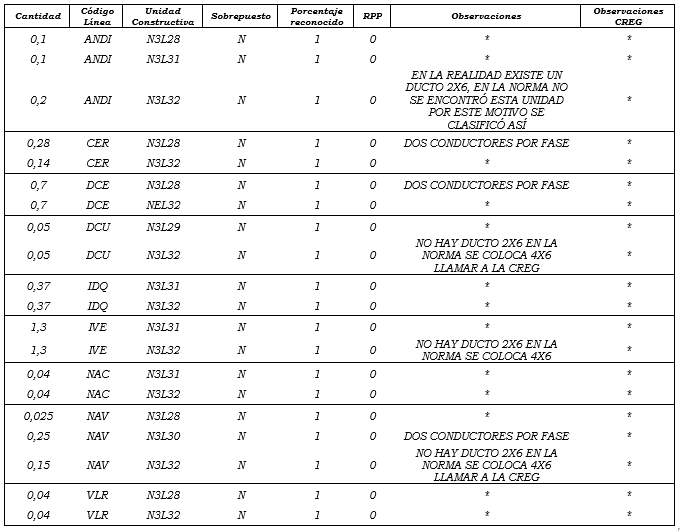 Cantidad Código Línea Unidad Constructiva Sobrepuesto Porcentaje reconocido RPP Observaciones Observaciones CREG
0,1 ANDI N3L28 N 1 0 * *
0,1 ANDI N3L31 N 1 0 * *
0,2 ANDI N3L32 N 1 0 EN LA REALIDAD EXISTE UN DUCTO 2X6, EN LA NORMA NO SE ENCONTRÓ ESTA UNIDAD POR ESTE MOTIVO SE CLASIFICÓ ASÍ *
0,28 CER N3L28 N 1 0 DOS CONDUCTORES POR FASE *
0,14 CER N3L32 N 1 0 * *
0,7 DCE N3L28 N 1 0 DOS CONDUCTORES POR FASE *
0,7 DCE NEL32 N 1 0 * *
0,05 DCU N3L29 N 1 0 * *
0,05 DCU N3L32 N 1 0 NO HAY DUCTO 2X6 EN LA NORMA SE COLOCA 4X6 LLAMAR A LA CREG *
0,37 IDQ N3L31 N 1 0 * *
0,37 IDQ N3L32 N 1 0 * *
1,3 IVE N3L31 N 1 0 * *
1,3 IVE N3L32 N 1 0 NO HAY DUCTO 2X6 EN LA NORMA SE COLOCA 4X6 *
0,04 NAC N3L31 N 1 0 * *
0,04 NAC N3L32 N 1 0 * *
0,025 NAV N3L28 N 1 0 * *
0,25 NAV N3L30 N 1 0 DOS CONDUCTORES POR FASE *
0,15 NAV N3L32 N 1 0 NO HAY DUCTO 2X6 EN LA NORMA SE COLOCA 4X6 LLAMAR A LA CREG *
0,04 VLR N3L28 N 1 0 * *
0,04 VLR N3L32 N 1 0 * *